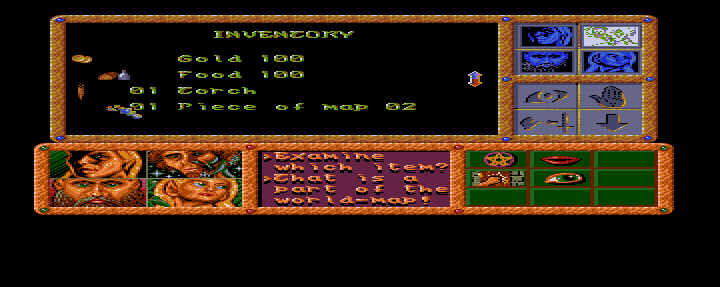 INVENTORY
Gold 100
Food 100
01 Torch
01 Piece of map 02
>Examine
which item?
>That is a
part of the
world-map!